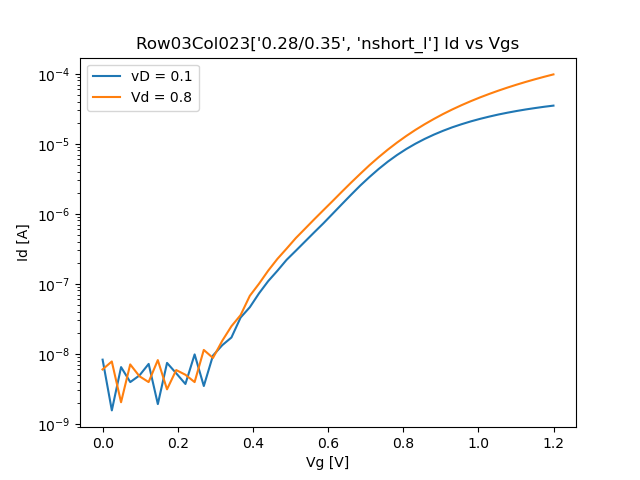 Row03Col023['0.28/0.35', 'nshort_l'] Id vs Vgs
vD = 0.1
Vd = 0.8
10⁻⁴
10⁻⁵
10⁻⁶
10⁻⁷
10⁻⁸
10⁻⁹
Id [A]
0.0 0.2 0.4 0.6 0.8 1.0 1.2
Vg [V]